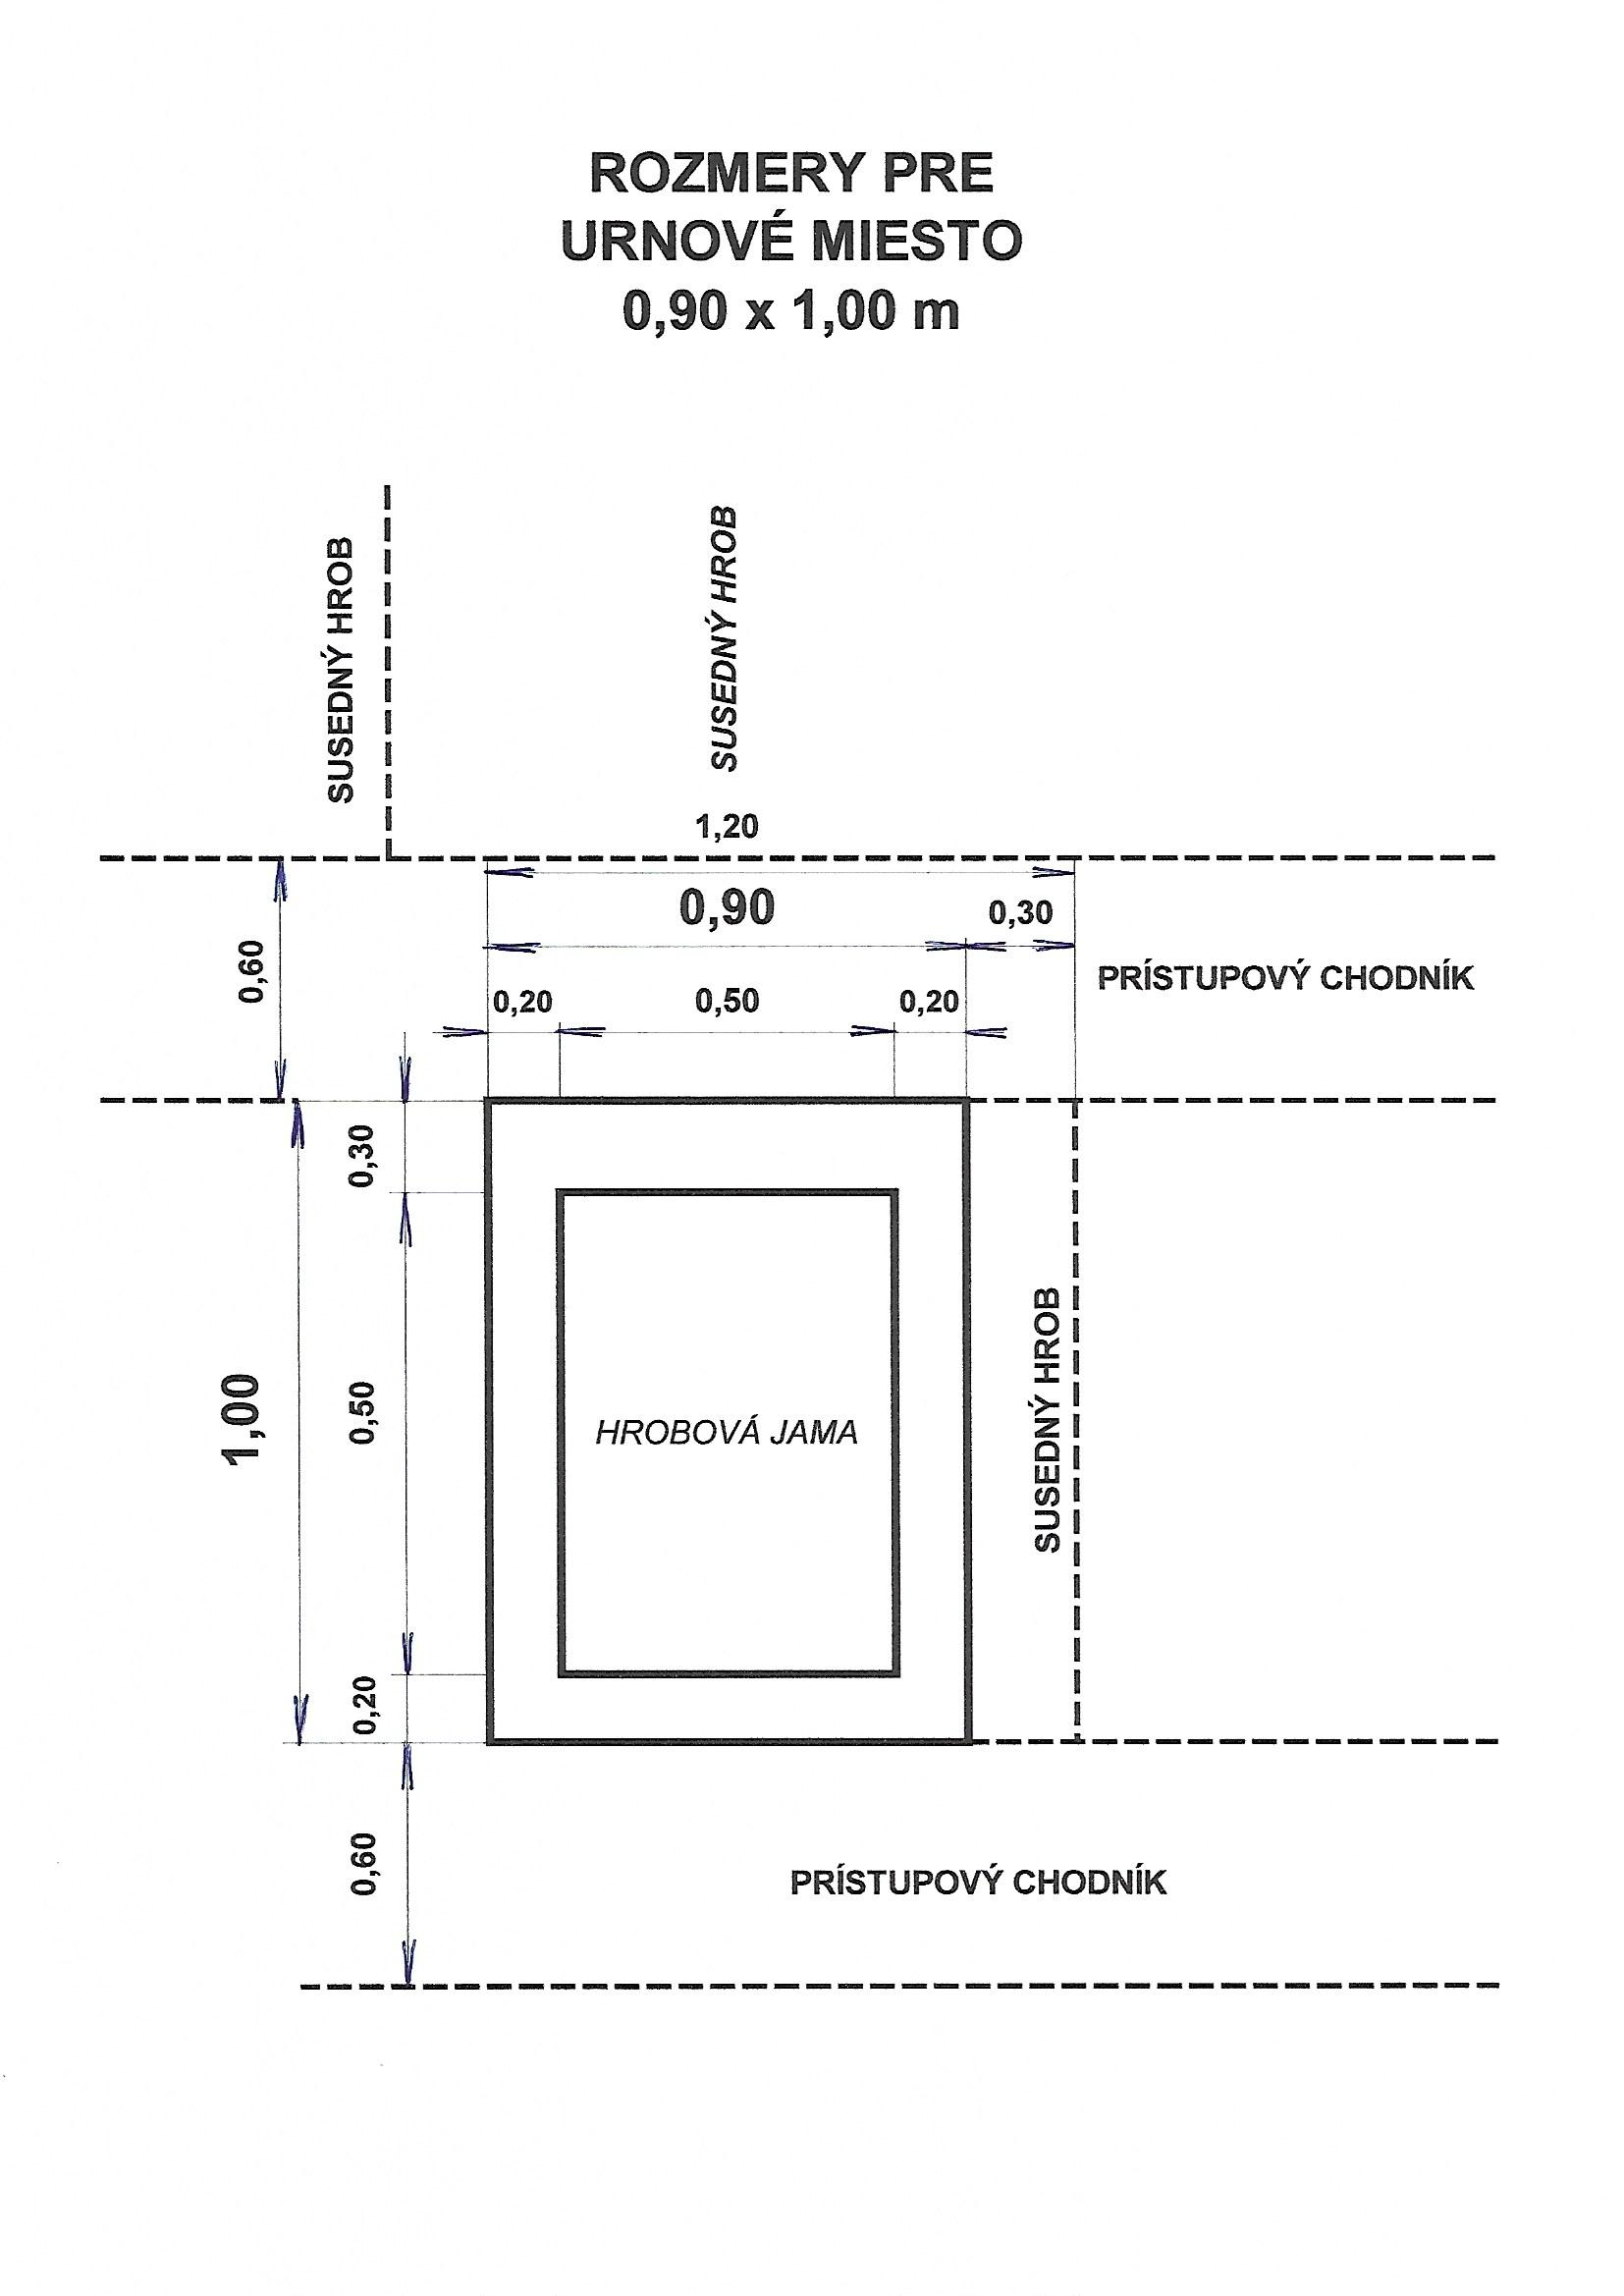 ROZMERY PRE
URNOVÉ MIESTO
0,90 x 1,00 m
SUSEDNÝ HROB
SUSEDNÝ HROB
1,20
0,90
0,30
0,60
PRÍSTUPOVÝ CHODNÍK
0,20
0,50
0,20
0,30
1,00
0,50
HROBOVÁ JAMA
SUSEDNÝ HROB
0,20
0,60
PRÍSTUPOVÝ CHODNÍK